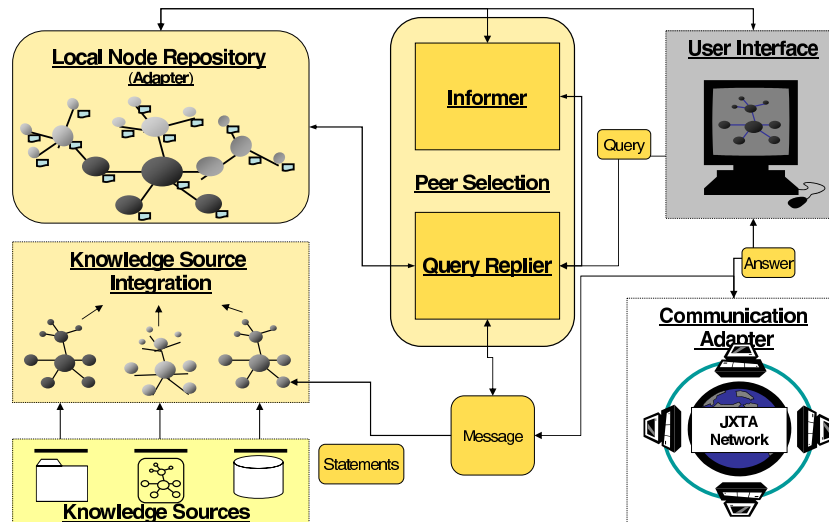 Local Node Repository
(Adapter)
Informer
User Interface
Query
Peer Selection
Query Replier
Knowledge Source
Integration
Answer
Communication
Adapter
JXTA
Network
Message
Statements
Knowledge Sources